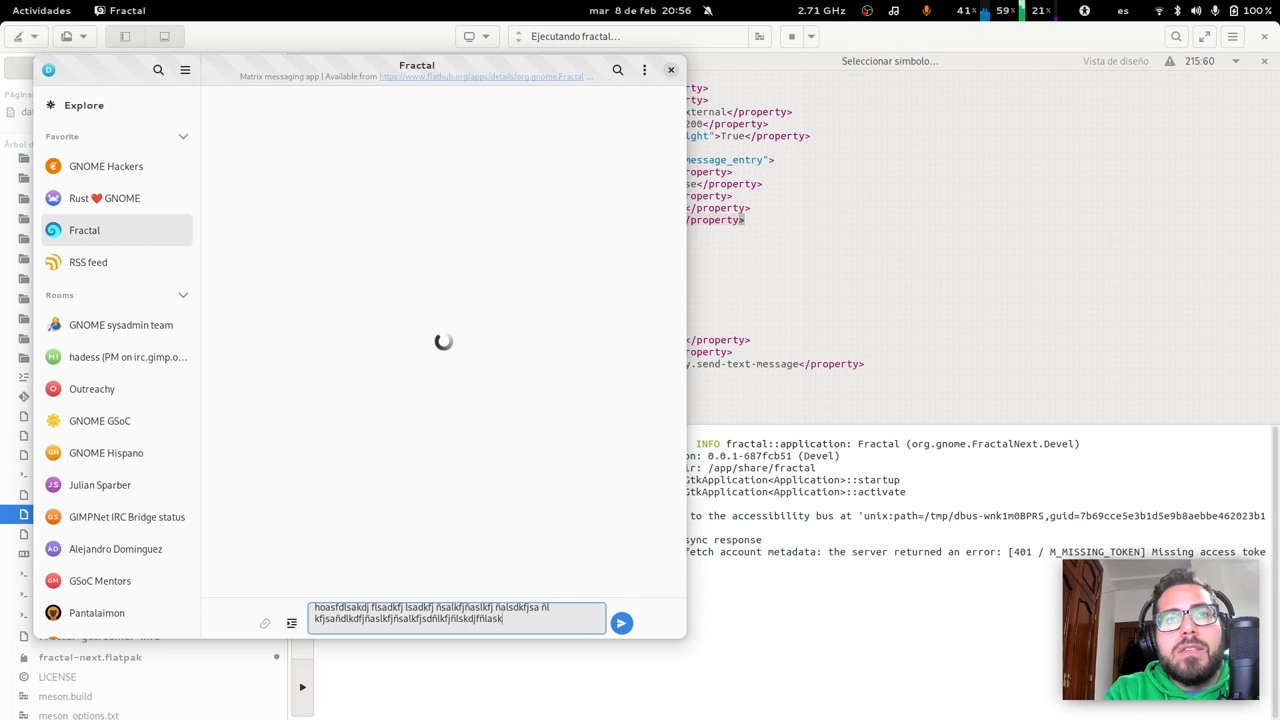 Actividades Fractal mar 8 de feb 20:56 2.71 GHz 41% 59% 21% es 100 %
Ejecutando fractal…
Seleccionar símbolo… Vista de diseño 215:60
Fractal
Matrix messaging app | Available from https://www.flathub.org/apps/details/org.gnome.Fractal …
Explore
Favorite
GNOME Hackers
Rust ❤️ GNOME
Fractal
RSS feed
Rooms
GNOME sysadmin team
hadess (PM on irc.gimp.o…
Outreachy
GNOME GSoC
GNOME Hispano
Julian Sparber
GIMPNet IRC Bridge status
Alejandro Domínguez
GSoC Mentors
Pantalaimon
hoasfdlsakdj flsadkfj lsadkfj ñsalkfjñaslkfj ñalsdkfjsa ñl
kfjsañdlkdfjñaslkfjñsalkfjsdñlkfjñlskdjfñlask
rty>
rty>
xternal</property>
200</property>
ight">True</property>
message_entry">
roperty>
se</property>
roperty>
</property>
/property>
</property>
roperty>
y.send-text-message</property>
INFO fractal::application: Fractal (org.gnome.FractalNext.Devel)
on: 0.0.1-687fcb51 (Devel)
ir: /app/share/fractal
GtkApplication<Application>::startup
GtkApplication<Application>::activate
to the accessibility bus at 'unix:path=/tmp/dbus-wnk1m0BPRS,guid=7b69cce5e3b1d5e9b8aebbe462023b1
sync response
fetch account metadata: the server returned an error: [401 / M_MISSING_TOKEN] Missing access toke
fractal-next.flatpak
LICENSE
meson.build
meson_options.txt